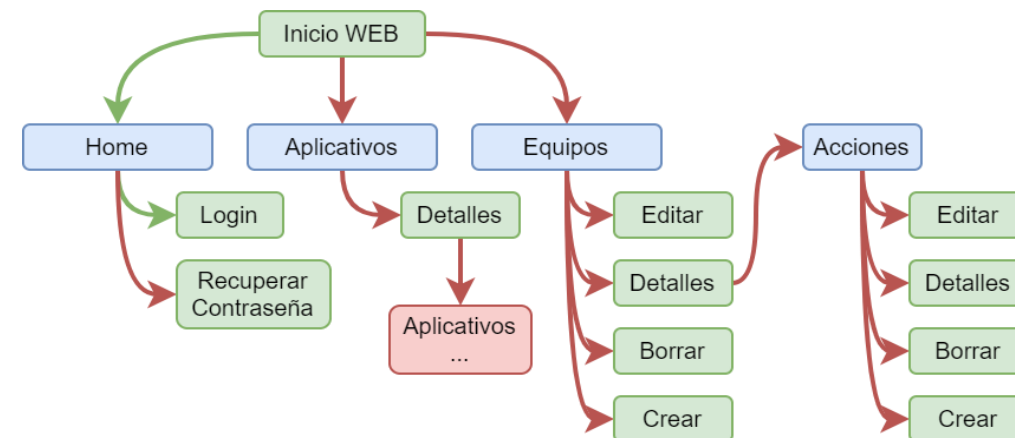 Inicio WEB
Home
Aplicativos
Equipos
Acciones
Login
Detalles
Editar
Editar
Recuperar
Contraseña
Detalles
Detalles
Aplicativos
...
Borrar
Borrar
Crear
Crear